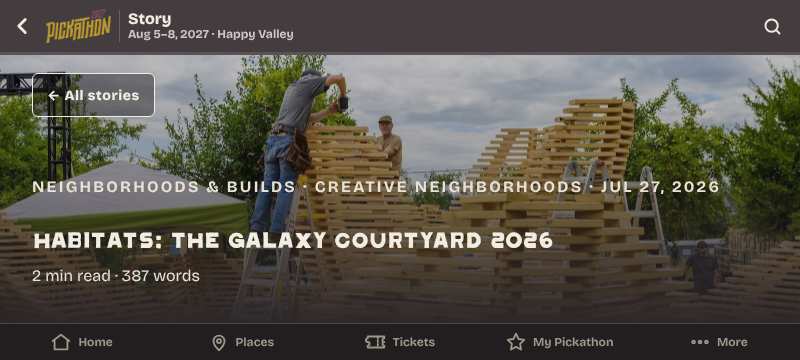 PICKATHON
Story
Aug 5–8, 2027 · Happy Valley
← All stories
NEIGHBORHOODS & BUILDS · CREATIVE NEIGHBORHOODS · JUL 27, 2026
HABITATS: THE GALAXY COURTYARD 2026
2 min read · 387 words
Home
Places
Tickets
My Pickathon
More